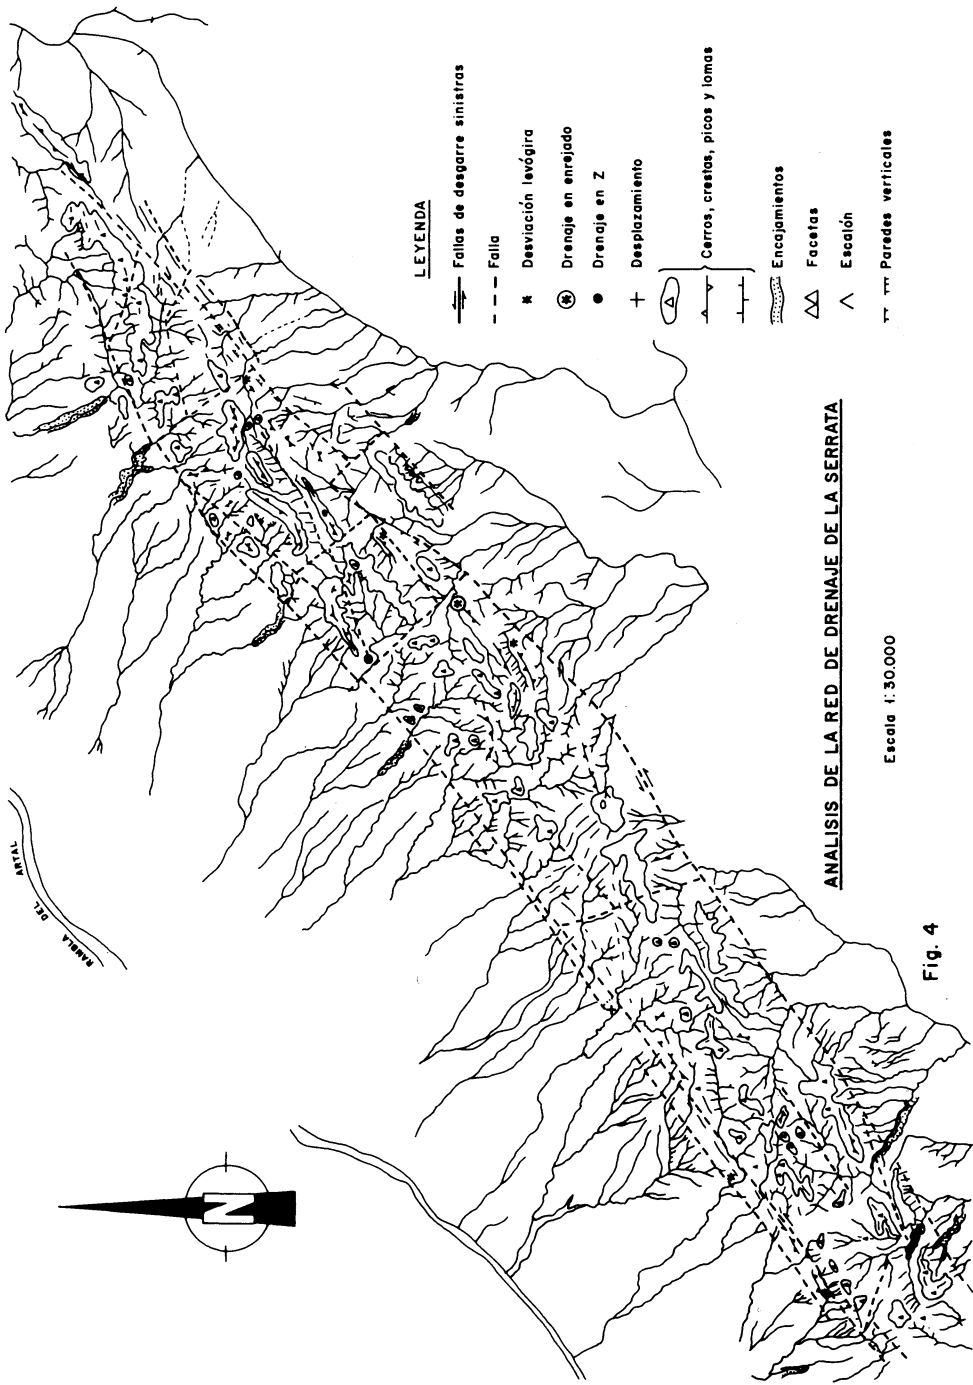 RAMBLA DEL ARTAL
N
LEYENDA
Fallas de desgarre sinistras
Falla
Desviación levógira
Drenaje en enrejado
Drenaje en Z
Desplazamiento
Cerros, crestas, picos y lomas
Encajamientos
Facetas
Escalón
Paredes verticales
ANALISIS DE LA RED DE DRENAJE DE LA SERRATA
Escala 1:30.000
Fig. 4